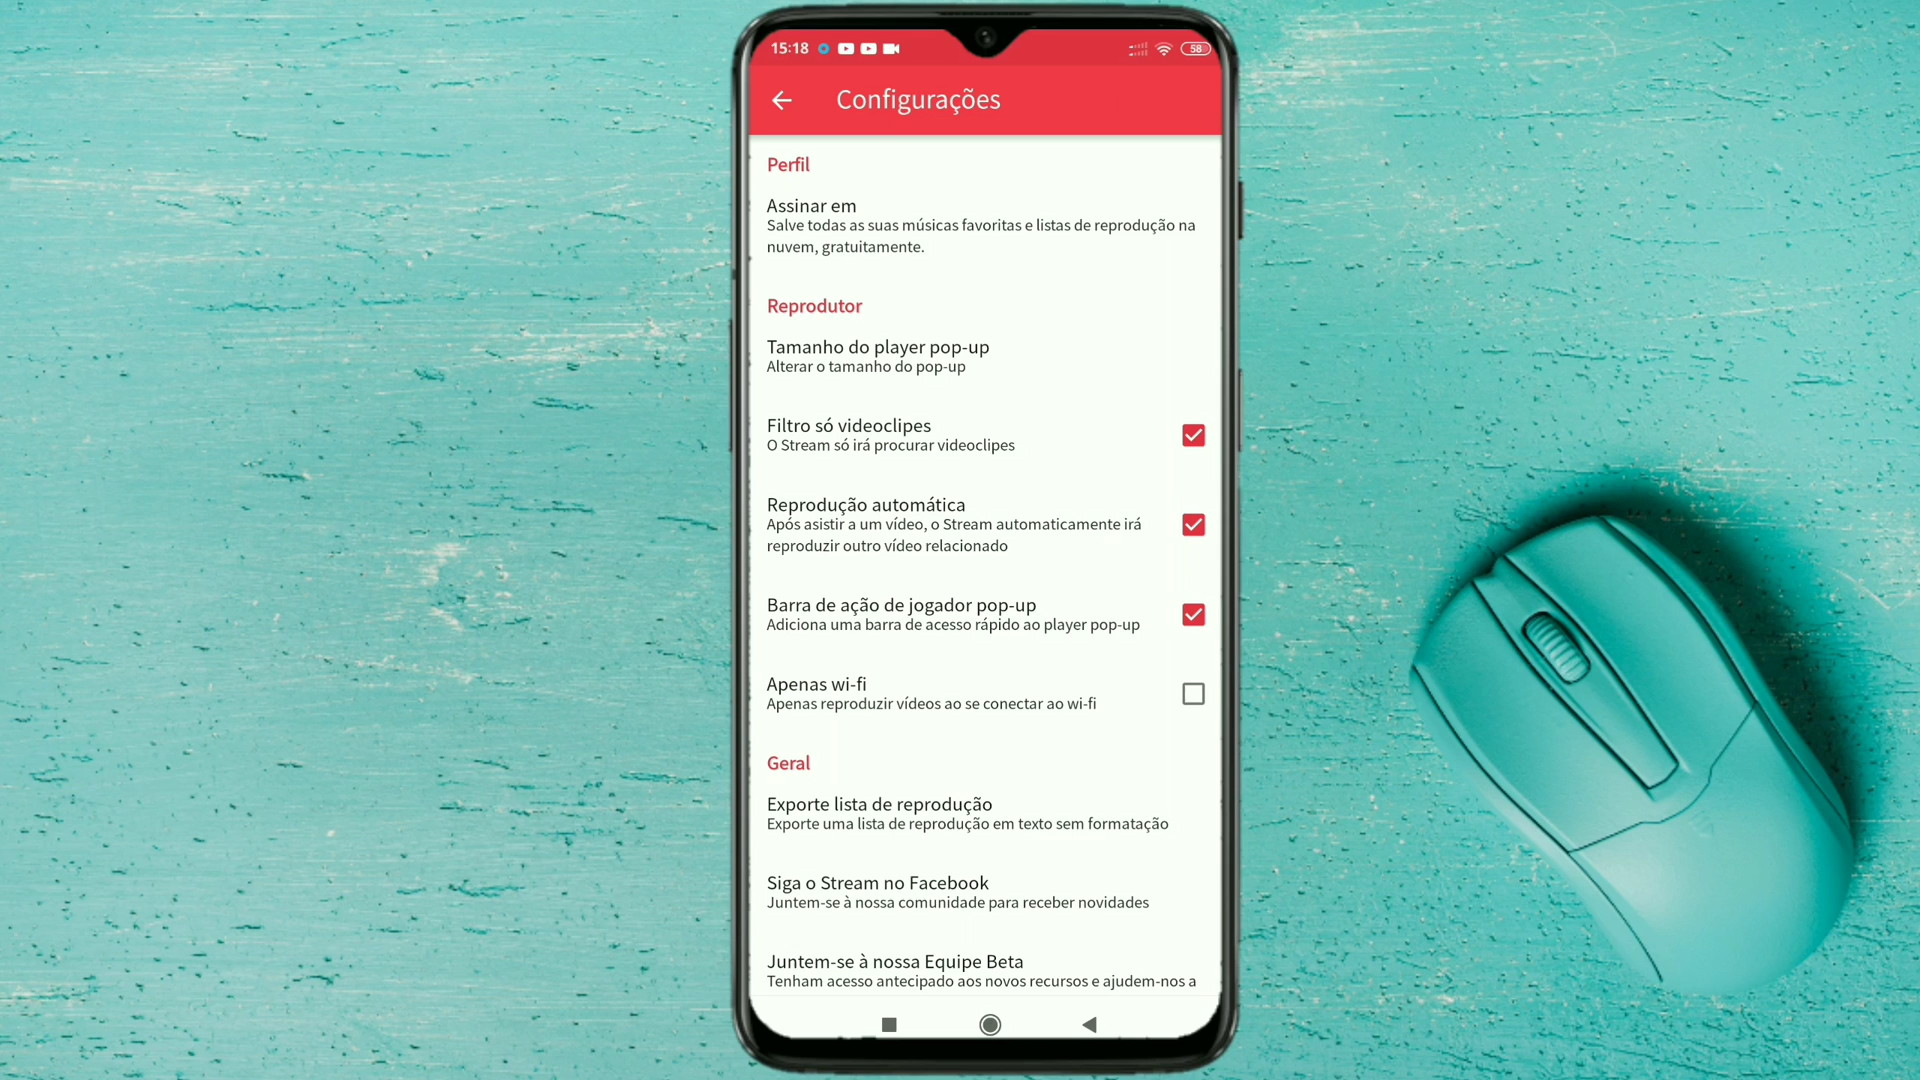 15:18
58
Configurações
Perfil
Assinar em
Salve todas as suas músicas favoritas e listas de reprodução na
nuvem, gratuitamente.
Reprodutor
Tamanho do player pop-up
Alterar o tamanho do pop-up
Filtro só videoclipes
O Stream só irá procurar videoclipes
Reprodução automática
Após asistir a um vídeo, o Stream automaticamente irá
reproduzir outro vídeo relacionado
Barra de ação de jogador pop-up
Adiciona uma barra de acesso rápido ao player pop-up
Apenas wi-fi
Apenas reproduzir vídeos ao se conectar ao wi-fi
Geral
Exporte lista de reprodução
Exporte uma lista de reprodução em texto sem formatação
Siga o Stream no Facebook
Juntem-se à nossa comunidade para receber novidades
Juntem-se à nossa Equipe Beta
Tenham acesso antecipado aos novos recursos e ajudem-nos a